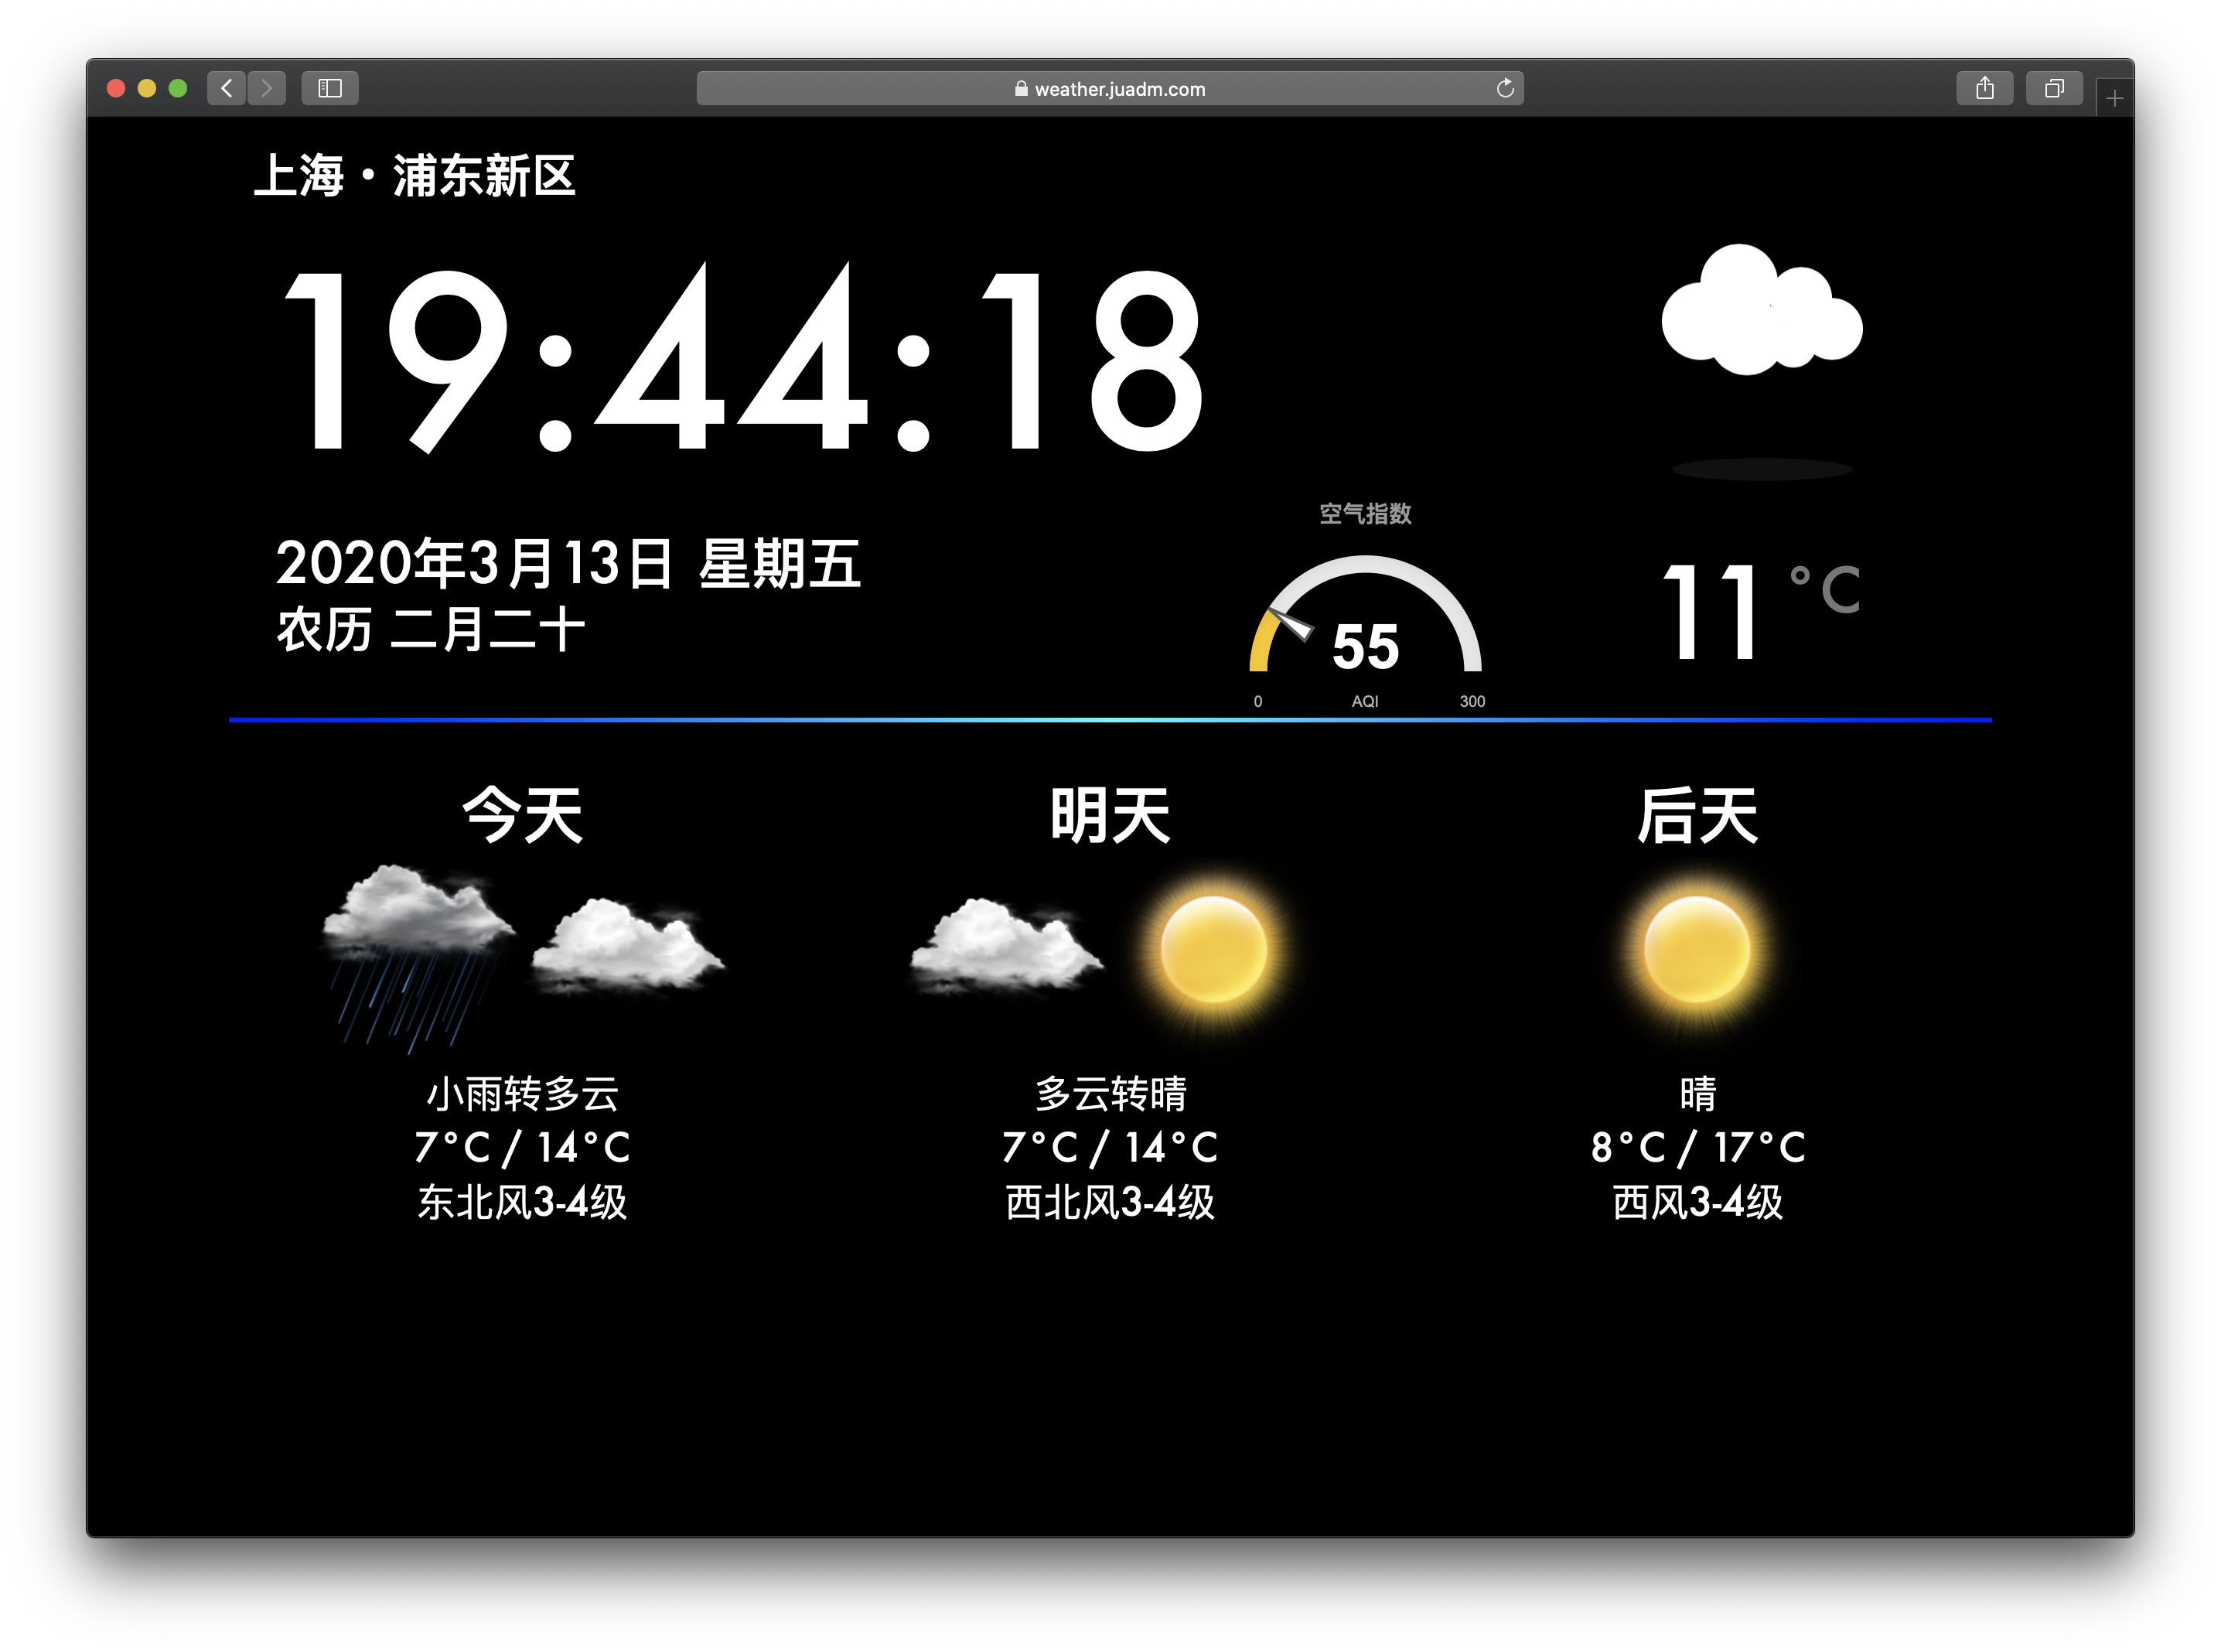 weather.juadm.com
上海·浦东新区
19:44:18
2020年3月13日 星期五
农历 二月二十
空气指数
55
0 AQI 300
11 °C
今天
小雨转多云
7°C / 14°C
东北风3-4级
明天
多云转晴
7°C / 14°C
西北风3-4级
后天
晴
8°C / 17°C
西风3-4级